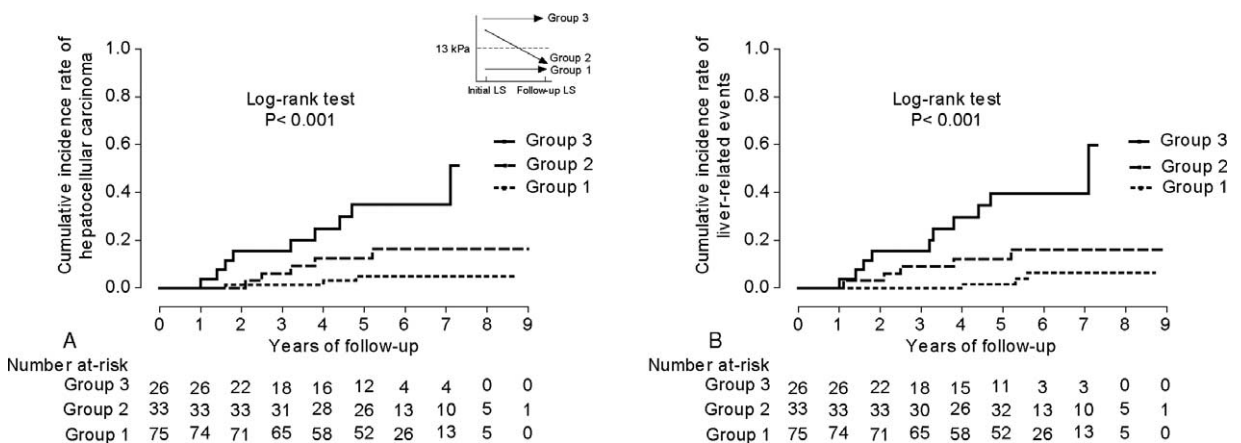 Cumulative incidence rate of
hepatocellular carcinoma
1.0
0.8
0.6
0.4
0.2
0.0
Log-rank test
P< 0.001
13 kPa
Group 3
Group 2
Group 1
Initial LS Follow-up LS
Group 3
Group 2
Group 1
0 1 2 3 4 5 6 7 8 9
A
Years of follow-up
Number at-risk
Group 3 26 26 22 18 16 12 4 4 0 0
Group 2 33 33 33 31 28 26 13 10 5 1
Group 1 75 74 71 65 58 52 26 13 5 0
Cumulative incidence rate of
liver-related events
1.0
0.8
0.6
0.4
0.2
0.0
Log-rank test
P< 0.001
Group 3
Group 2
Group 1
0 1 2 3 4 5 6 7 8 9
B
Years of follow-up
Number at-risk
Group 3 26 26 22 18 15 11 3 3 0 0
Group 2 33 33 33 30 26 32 13 10 5 1
Group 1 75 74 71 65 58 52 26 13 5 0